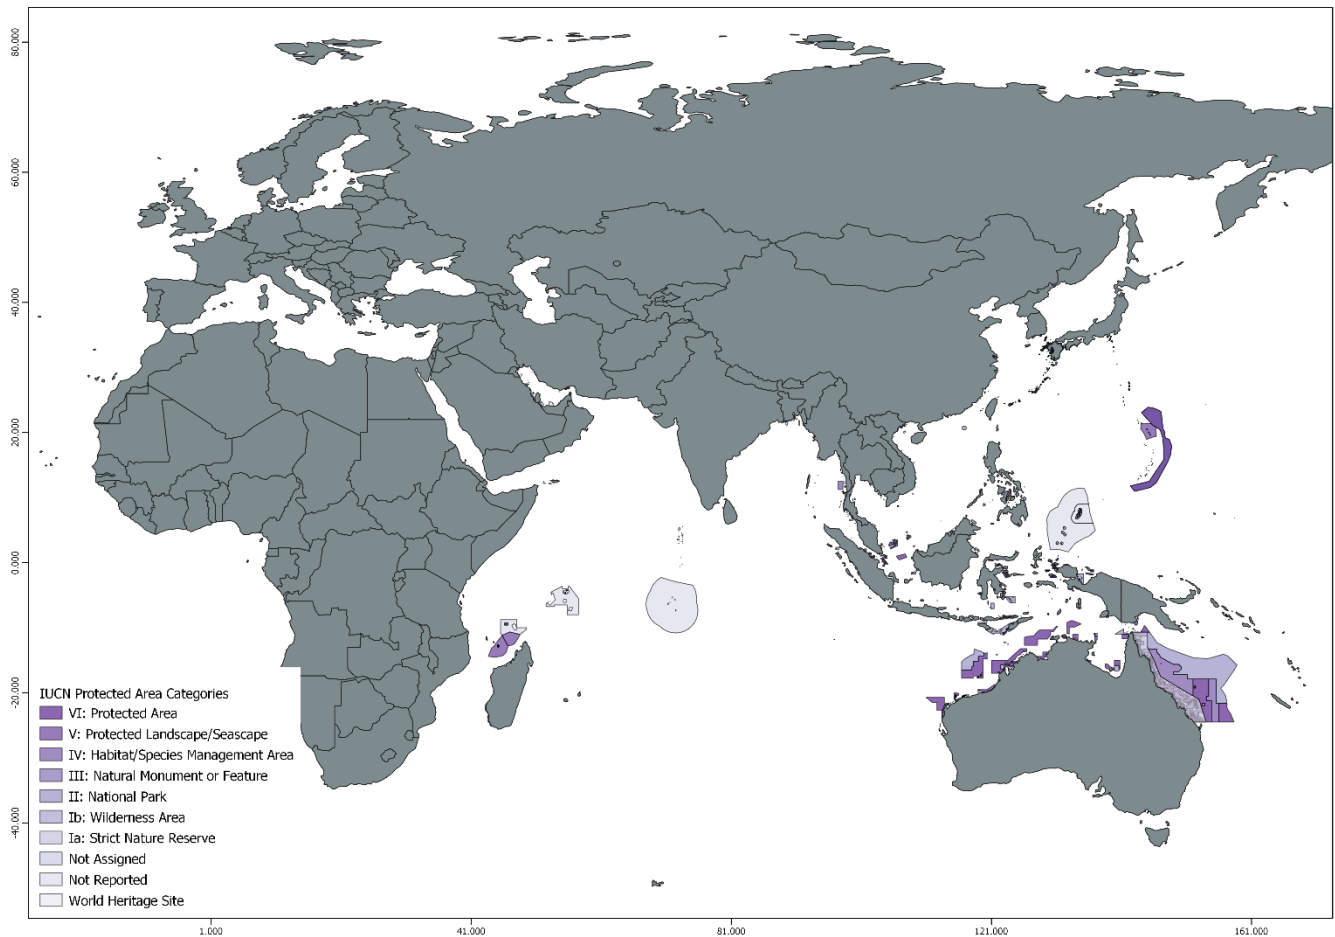 80.000
60.000
40.000
20.000
0.000
-20.000
-40.000
IUCN Protected Area Categories
VI: Protected Area
V: Protected Landscape/Seascape
IV: Habitat/Species Management Area
III: Natural Monument or Feature
II: National Park
Ib: Wilderness Area
Ia: Strict Nature Reserve
Not Assigned
Not Reported
World Heritage Site
1.000 41.000 81.000 121.000 161.000